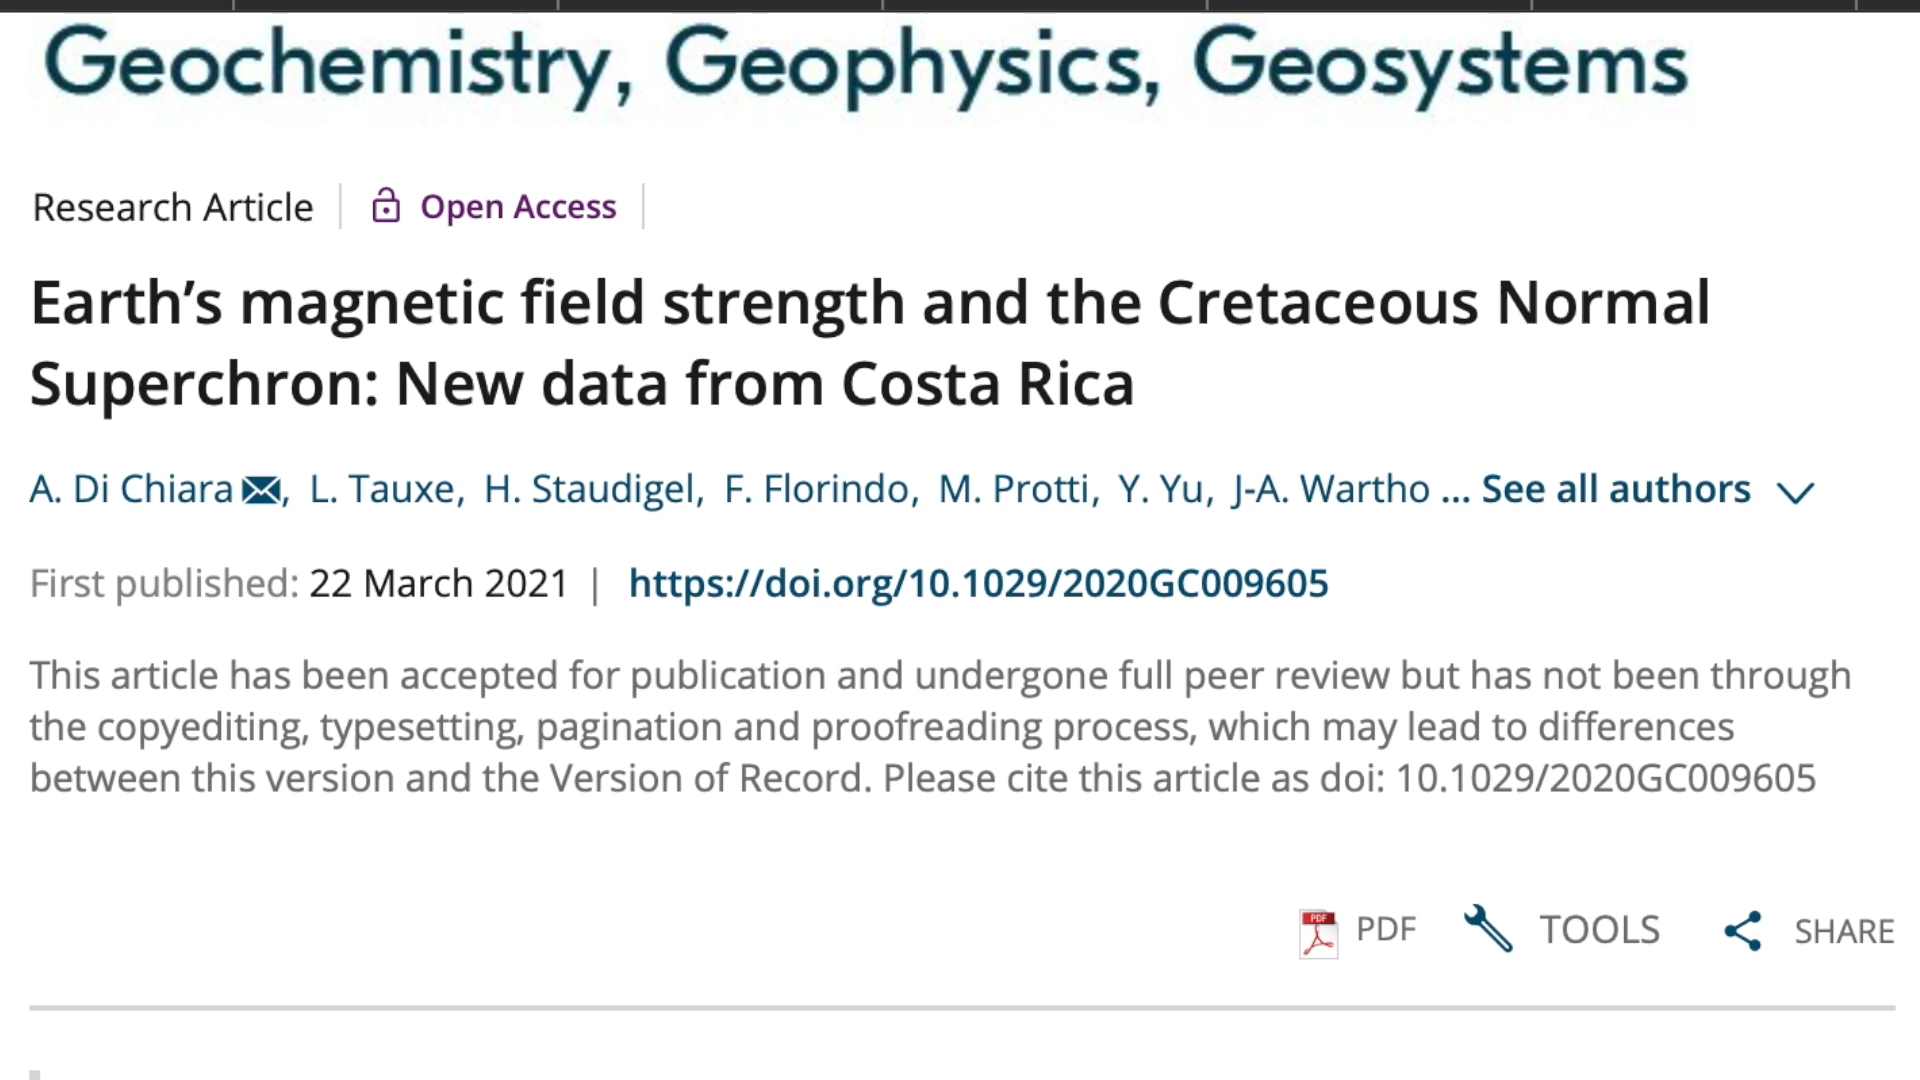 Geochemistry, Geophysics, Geosystems
Research Article | Open Access |
Earth’s magnetic field strength and the Cretaceous Normal
Superchron: New data from Costa Rica
A. Di Chiara, L. Tauxe, H. Staudigel, F. Florindo, M. Protti, Y. Yu, J-A. Wartho ... See all authors
First published: 22 March 2021 | https://doi.org/10.1029/2020GC009605
This article has been accepted for publication and undergone full peer review but has not been through
the copyediting, typesetting, pagination and proofreading process, which may lead to differences
between this version and the Version of Record. Please cite this article as doi: 10.1029/2020GC009605
PDF PDF TOOLS SHARE